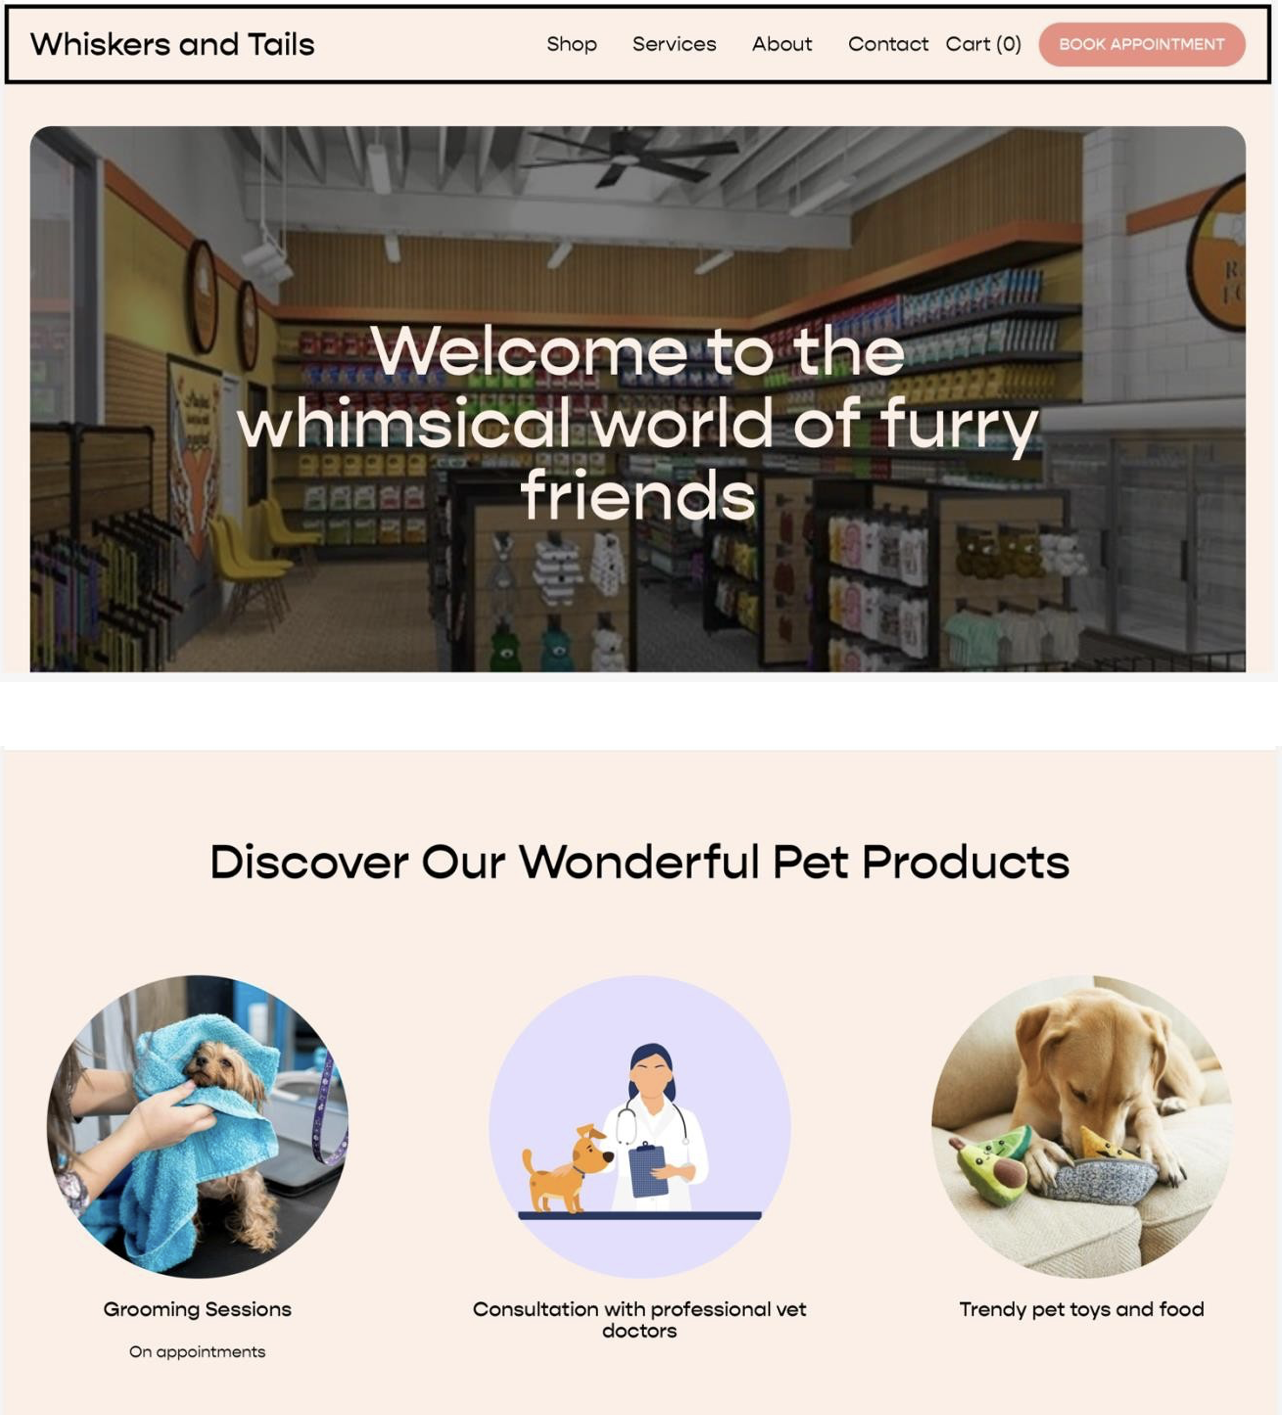 Whiskers and Tails
Shop Services About Contact Cart (0) BOOK APPOINTMENT
Welcome to the
whimsical world of furry
friends
Discover Our Wonderful Pet Products
Grooming Sessions
On appointments
Consultation with professional vet
doctors
Trendy pet toys and food